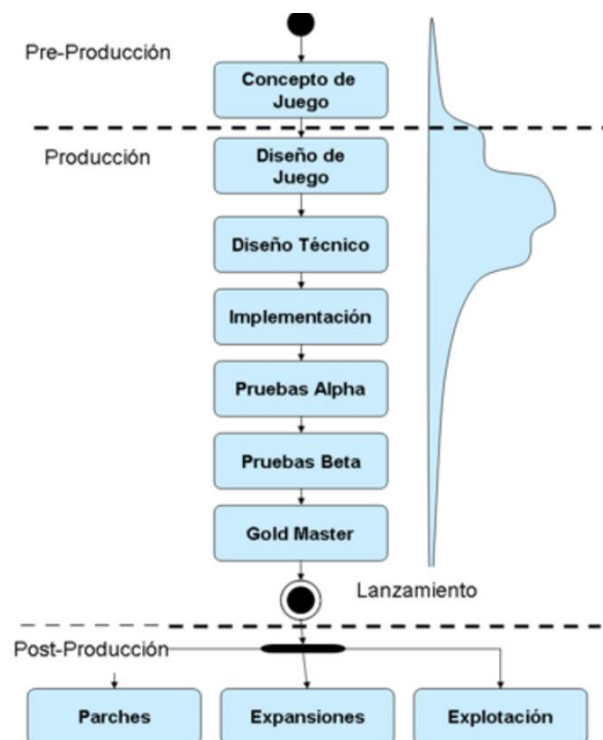 Pre-Producción
Concepto de
Juego
Producción
Diseño de
Juego
Diseño Técnico
Implementación
Pruebas Alpha
Pruebas Beta
Gold Master
Lanzamiento
Post-Producción
Parches
Expansiones
Explotación